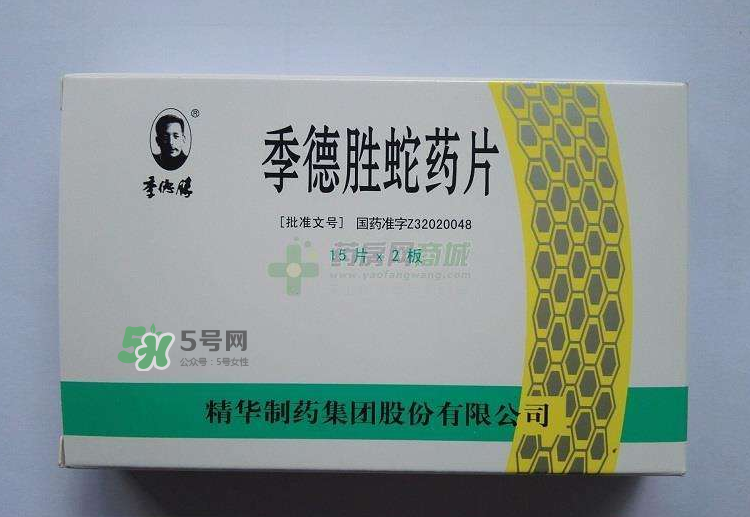 ®
季德胜
季德胜蛇药片
[批准文号] 国药准字Z32020048
药房网商城
www.yaofangwang.com
15片×2板
5号网
公众号：5号女性
精华制药集团股份有限公司